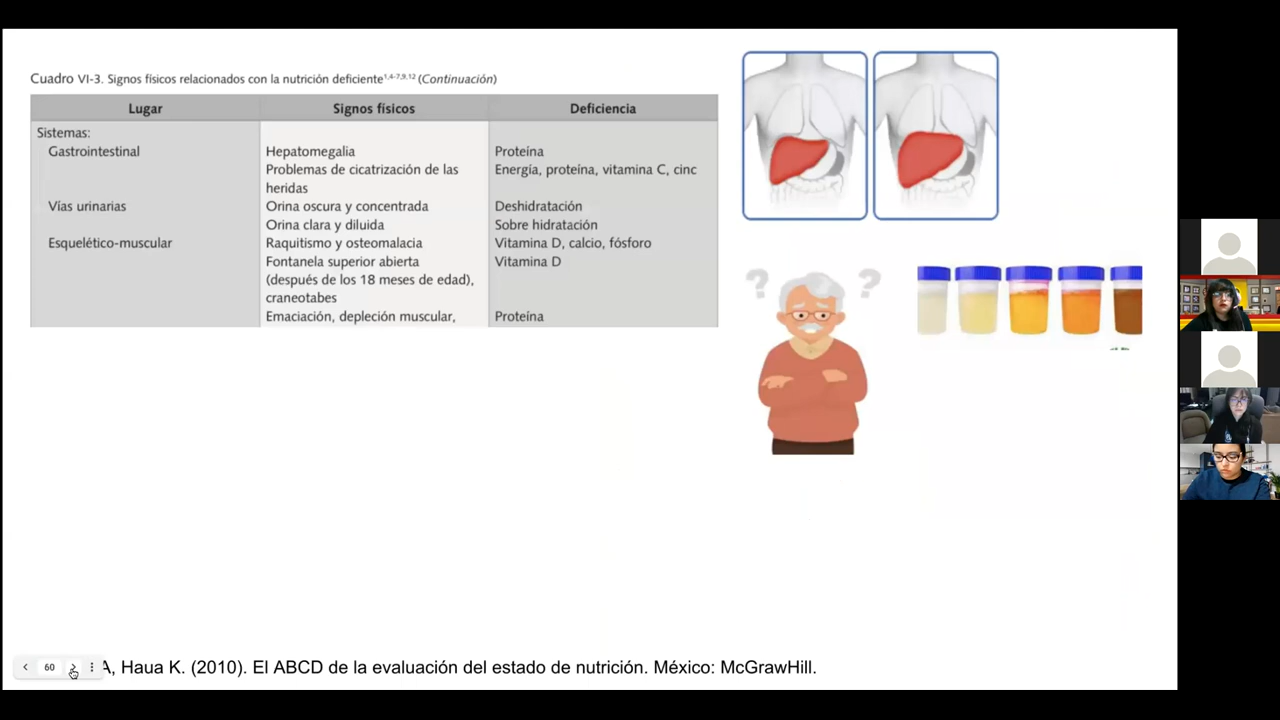 Cuadro VI-3. Signos físicos relacionados con la nutrición deficiente1,4-7,9,12 (Continuación)
Lugar Signos físicos Deficiencia
Sistemas:
Gastrointestinal Hepatomegalia Proteína
Problemas de cicatrización de las Energía, proteína, vitamina C, cinc
heridas
Vías urinarias Orina oscura y concentrada Deshidratación
Orina clara y diluida Sobre hidratación
Esquelético-muscular Raquitismo y osteomalacia Vitamina D, calcio, fósforo
Fontanela superior abierta Vitamina D
(después de los 18 meses de edad),
craneotabes
Emaciación, depleción muscular, Proteína
? ?
60
A, Haua K. (2010). El ABCD de la evaluación del estado de nutrición. México: McGrawHill.